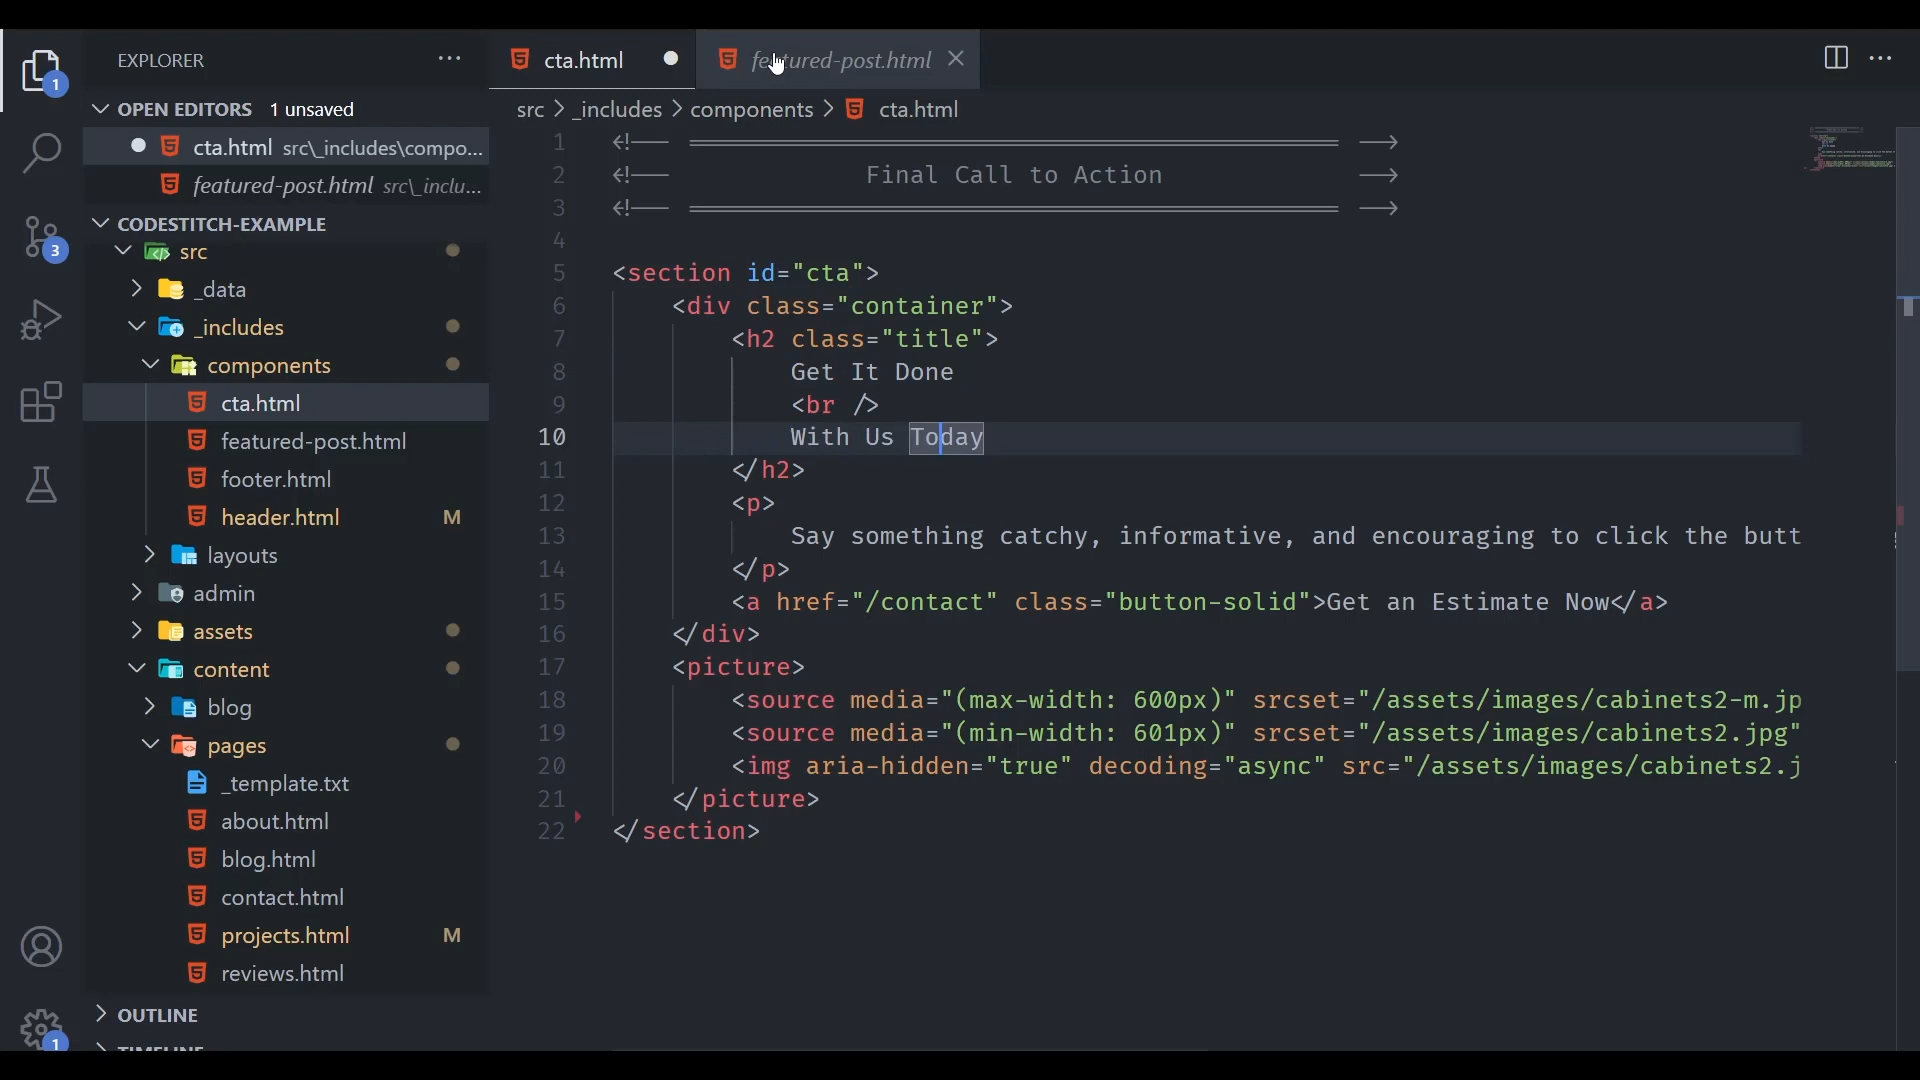 EXPLORER
OPEN EDITORS 1 unsaved
cta.html src\_includes\compo...
featured-post.html src\_inclu...
CODESTITCH-EXAMPLE
src
_data
_includes
components
cta.html
featured-post.html
footer.html
header.html M
layouts
admin
assets
content
blog
pages
_template.txt
about.html
blog.html
contact.html
projects.html M
reviews.html
OUTLINE
TIMELINE
1
3
1
cta.html
featured-post.html
src > _includes > components > cta.html
1 <!-- ============================================ -->
2 <!-- Final Call to Action -->
3 <!-- ============================================ -->
4
5 <section id="cta">
6 <div class="container">
7 <h2 class="title">
8 Get It Done
9 <br />
10 With Us Today
11 </h2>
12 <p>
13 Say something catchy, informative, and encouraging to click the butt
14 </p>
15 <a href="/contact" class="button-solid">Get an Estimate Now</a>
16 </div>
17 <picture>
18 <source media="(max-width: 600px)" srcset="/assets/images/cabinets2-m.jp
19 <source media="(min-width: 601px)" srcset="/assets/images/cabinets2.jpg"
20 <img aria-hidden="true" decoding="async" src="/assets/images/cabinets2.j
21 </picture>
22 </section>